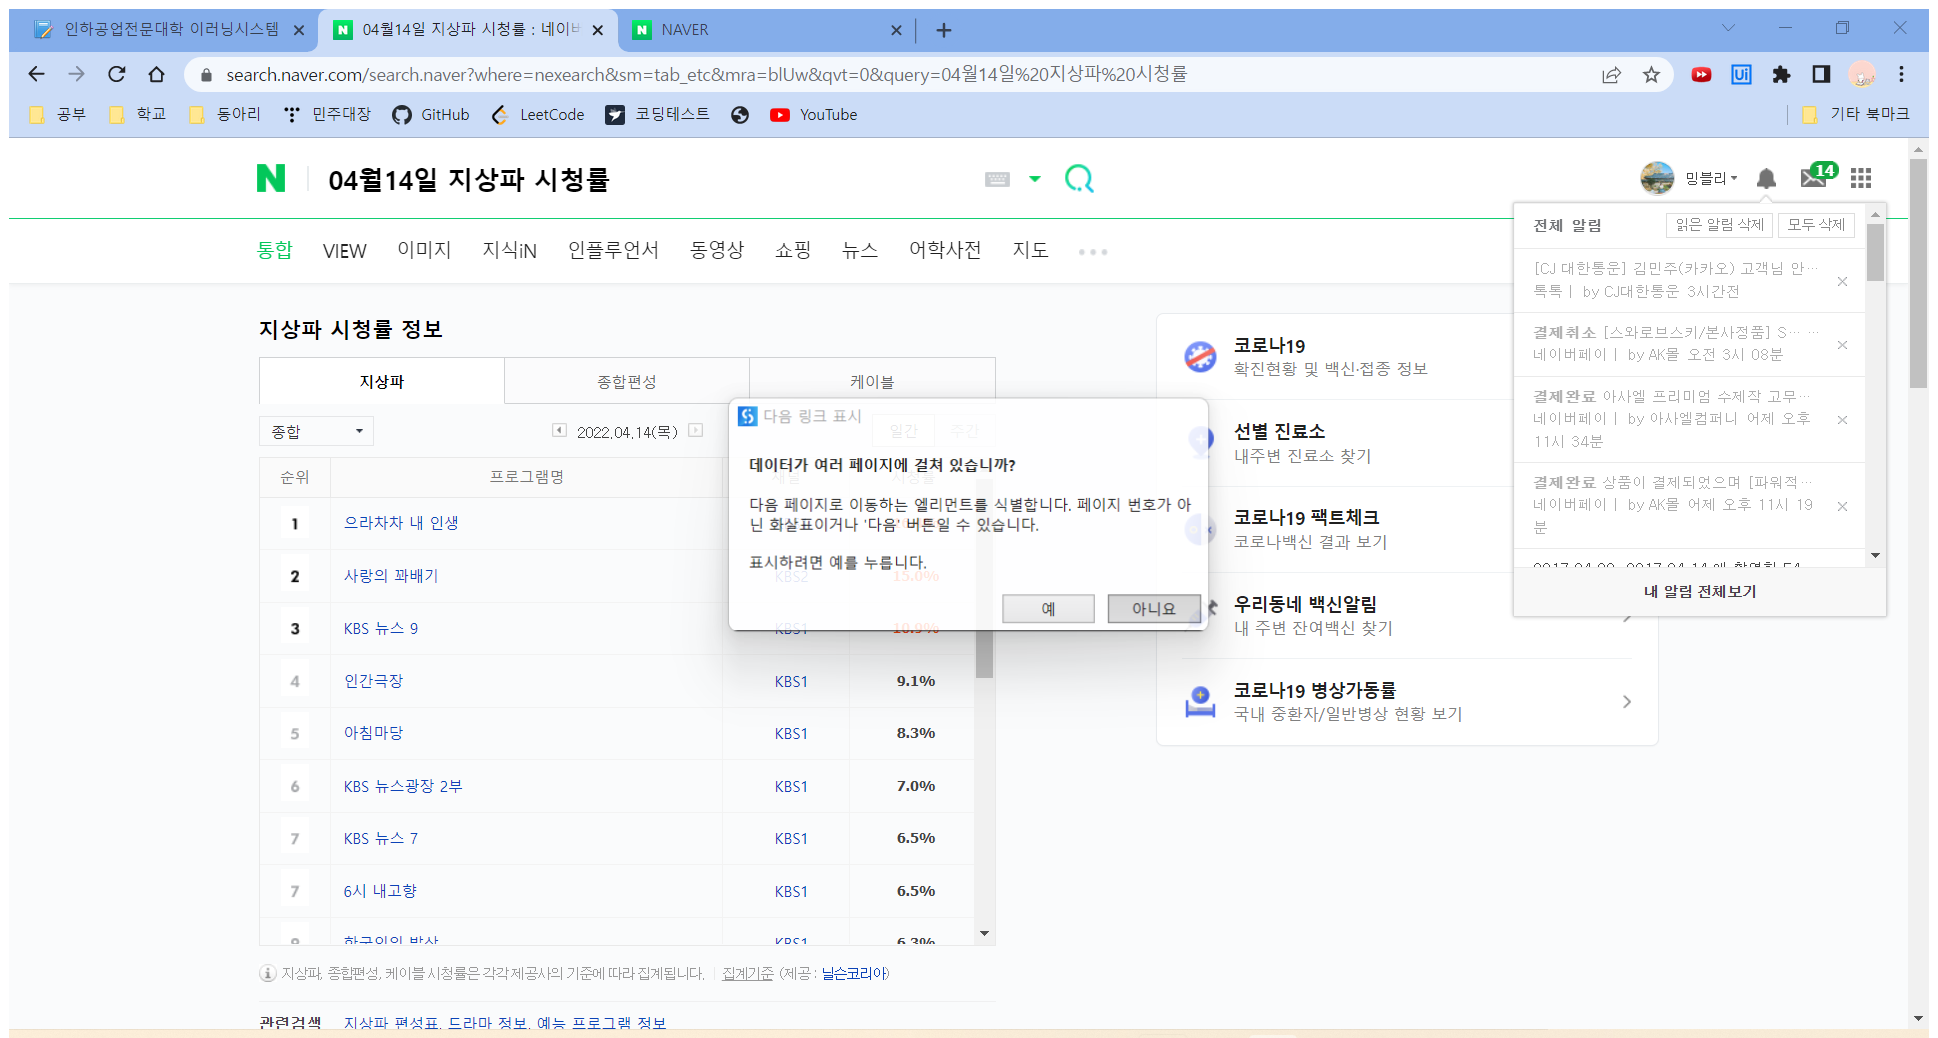 인하공업전문대학 이러닝시스템
04월14일 지상파 시청률 : 네이버
NAVER
search.naver.com/search.naver?where=nexearch&sm=tab_etc&mra=blUw&qvt=0&query=04월14일%20지상파%20시청률
공부 학교 동아리 민주대장 GitHub LeetCode 코딩테스트 YouTube 기타 북마크
N 04월14일 지상파 시청률
밍블리 14
통합 VIEW 이미지 지식iN 인플루언서 동영상 쇼핑 뉴스 어학사전 지도
전체 알림 읽은 알림 삭제 모두 삭제
[CJ 대한통운] 김민주(카카오) 고객님 안…
톡톡 | by CJ대한통운 3시간전
결제취소 [스와로브스키/본사정품] S… …
네이버페이 | by AK몰 오전 3시 08분
결제완료 아사엘 프리미엄 수제작 고무…
네이버페이 | by 아사엘컴퍼니 어제 오후
11시 34분
결제완료 상품이 결제되었으며 [파워적…
네이버페이 | by AK몰 어제 오후 11시 19
분
내 알림 전체보기
지상파 시청률 정보
지상파 종합편성 케이블
종합 2022.04.14(목) 일간 주간
순위 프로그램명 채널 시청률
1 으라차차 내 인생
2 사랑의 꽈배기 KBS2 15.0%
3 KBS 뉴스 9 KBS1 10.9%
4 인간극장 KBS1 9.1%
5 아침마당 KBS1 8.3%
6 KBS 뉴스광장 2부 KBS1 7.0%
7 KBS 뉴스 7 KBS1 6.5%
7 6시 내고향 KBS1 6.5%
9 한국인의 밥상 KBS1 6.3%
지상파, 종합편성, 케이블 시청률은 각각 제공사의 기준에 따라 집계됩니다. 집계기준 (제공 : 닐슨코리아)
관련검색 지상파 편성표, 드라마 정보, 예능 프로그램 정보
다음 링크 표시
데이터가 여러 페이지에 걸쳐 있습니까?
다음 페이지로 이동하는 엘리먼트를 식별합니다. 페이지 번호가 아
닌 화살표이거나 '다음' 버튼일 수 있습니다.
표시하려면 예를 누릅니다.
예 아니요
코로나19
확진현황 및 백신·접종 정보
선별 진료소
내주변 진료소 찾기
코로나19 팩트체크
코로나백신 결과 보기
우리동네 백신알림
내 주변 잔여백신 찾기
코로나19 병상가동률
국내 중환자/일반병상 현황 보기